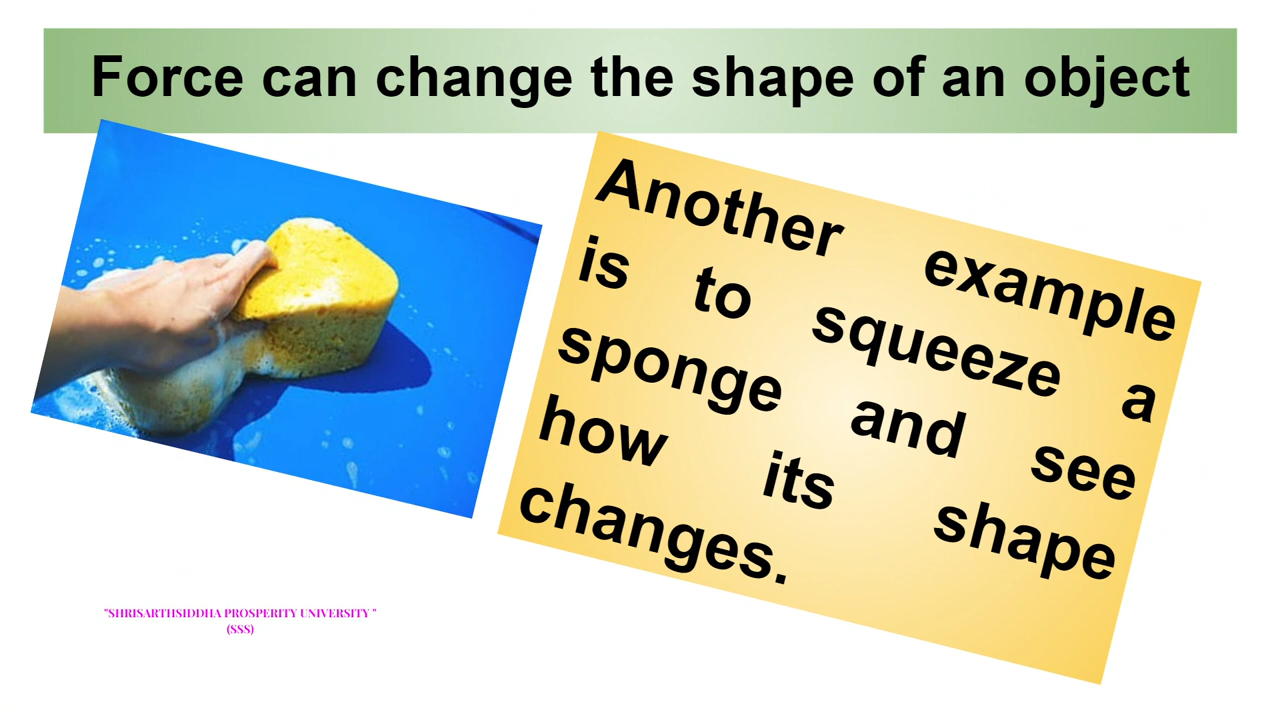 Force can change the shape of an object
Another example
is to squeeze a
sponge and see
how its shape
changes.
"SHRISARTHSIDDHA PROSPERITY UNIVERSITY "
(SSS)